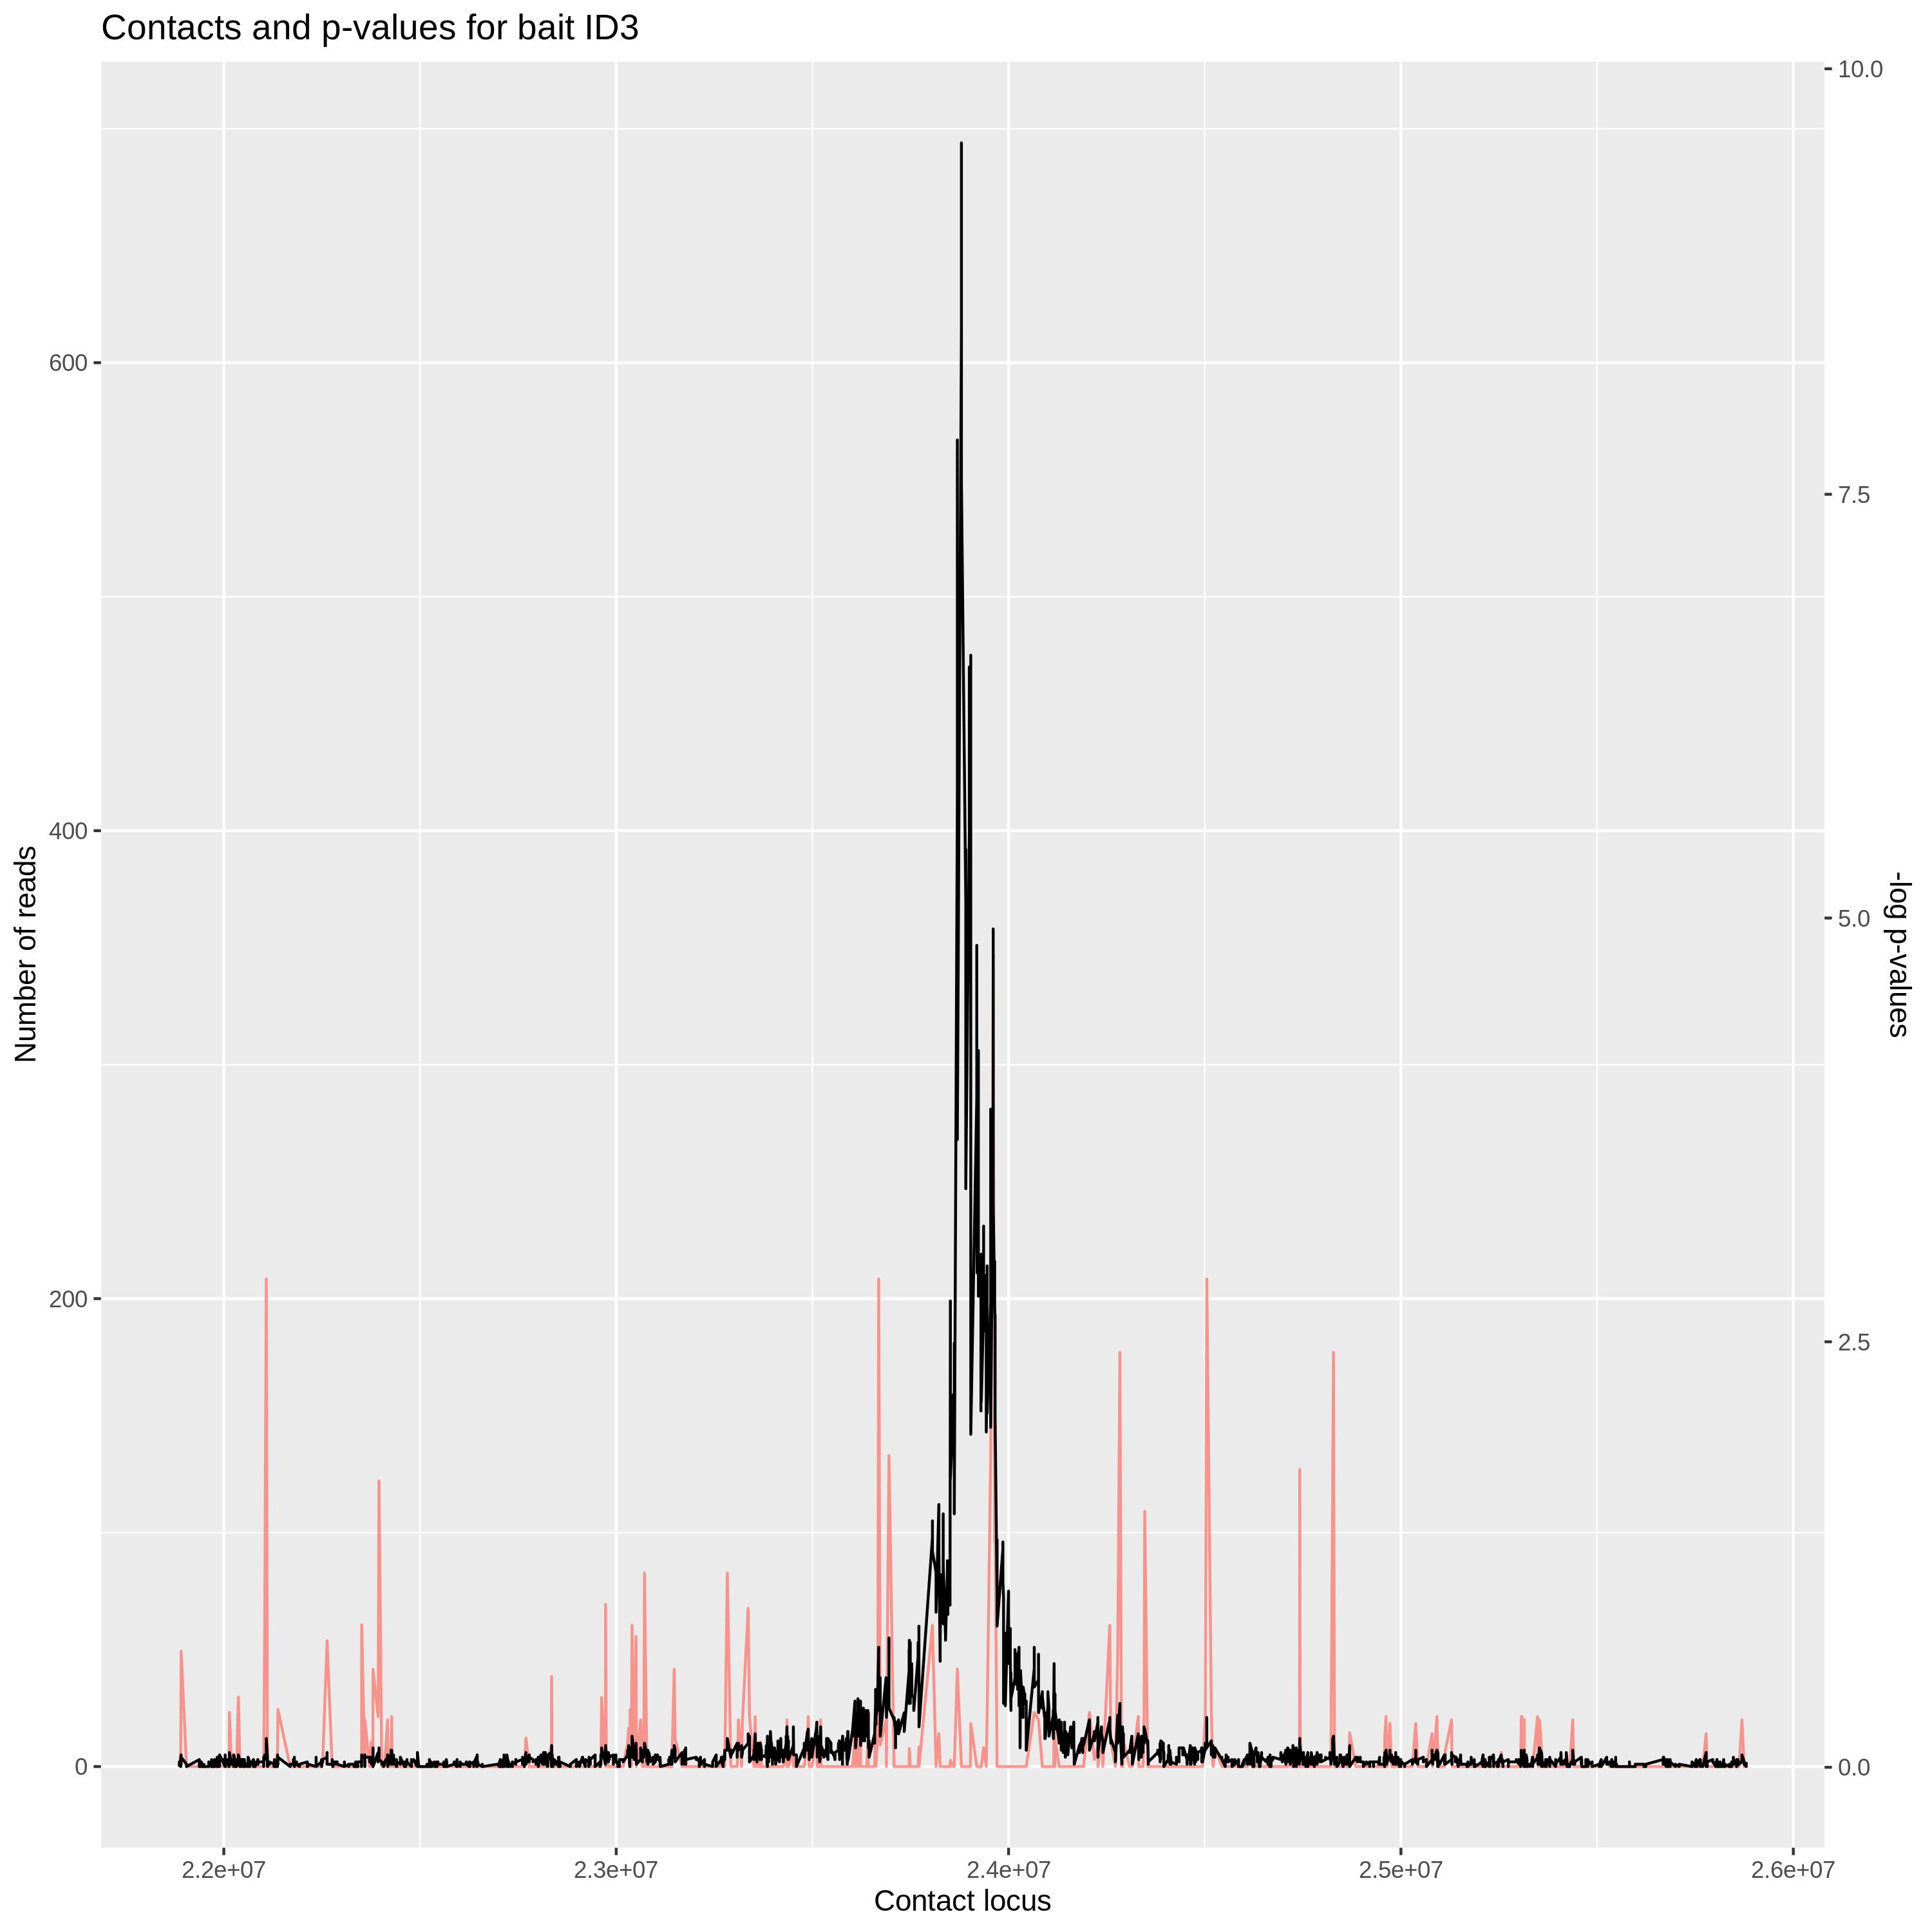 Contacts and p-values for bait ID3
10.0
7.5
5.0
2.5
0.0
-log p-values
600
400
200
0
Number of reads
2.2e+07
2.3e+07
2.4e+07
2.5e+07
2.6e+07
Contact locus